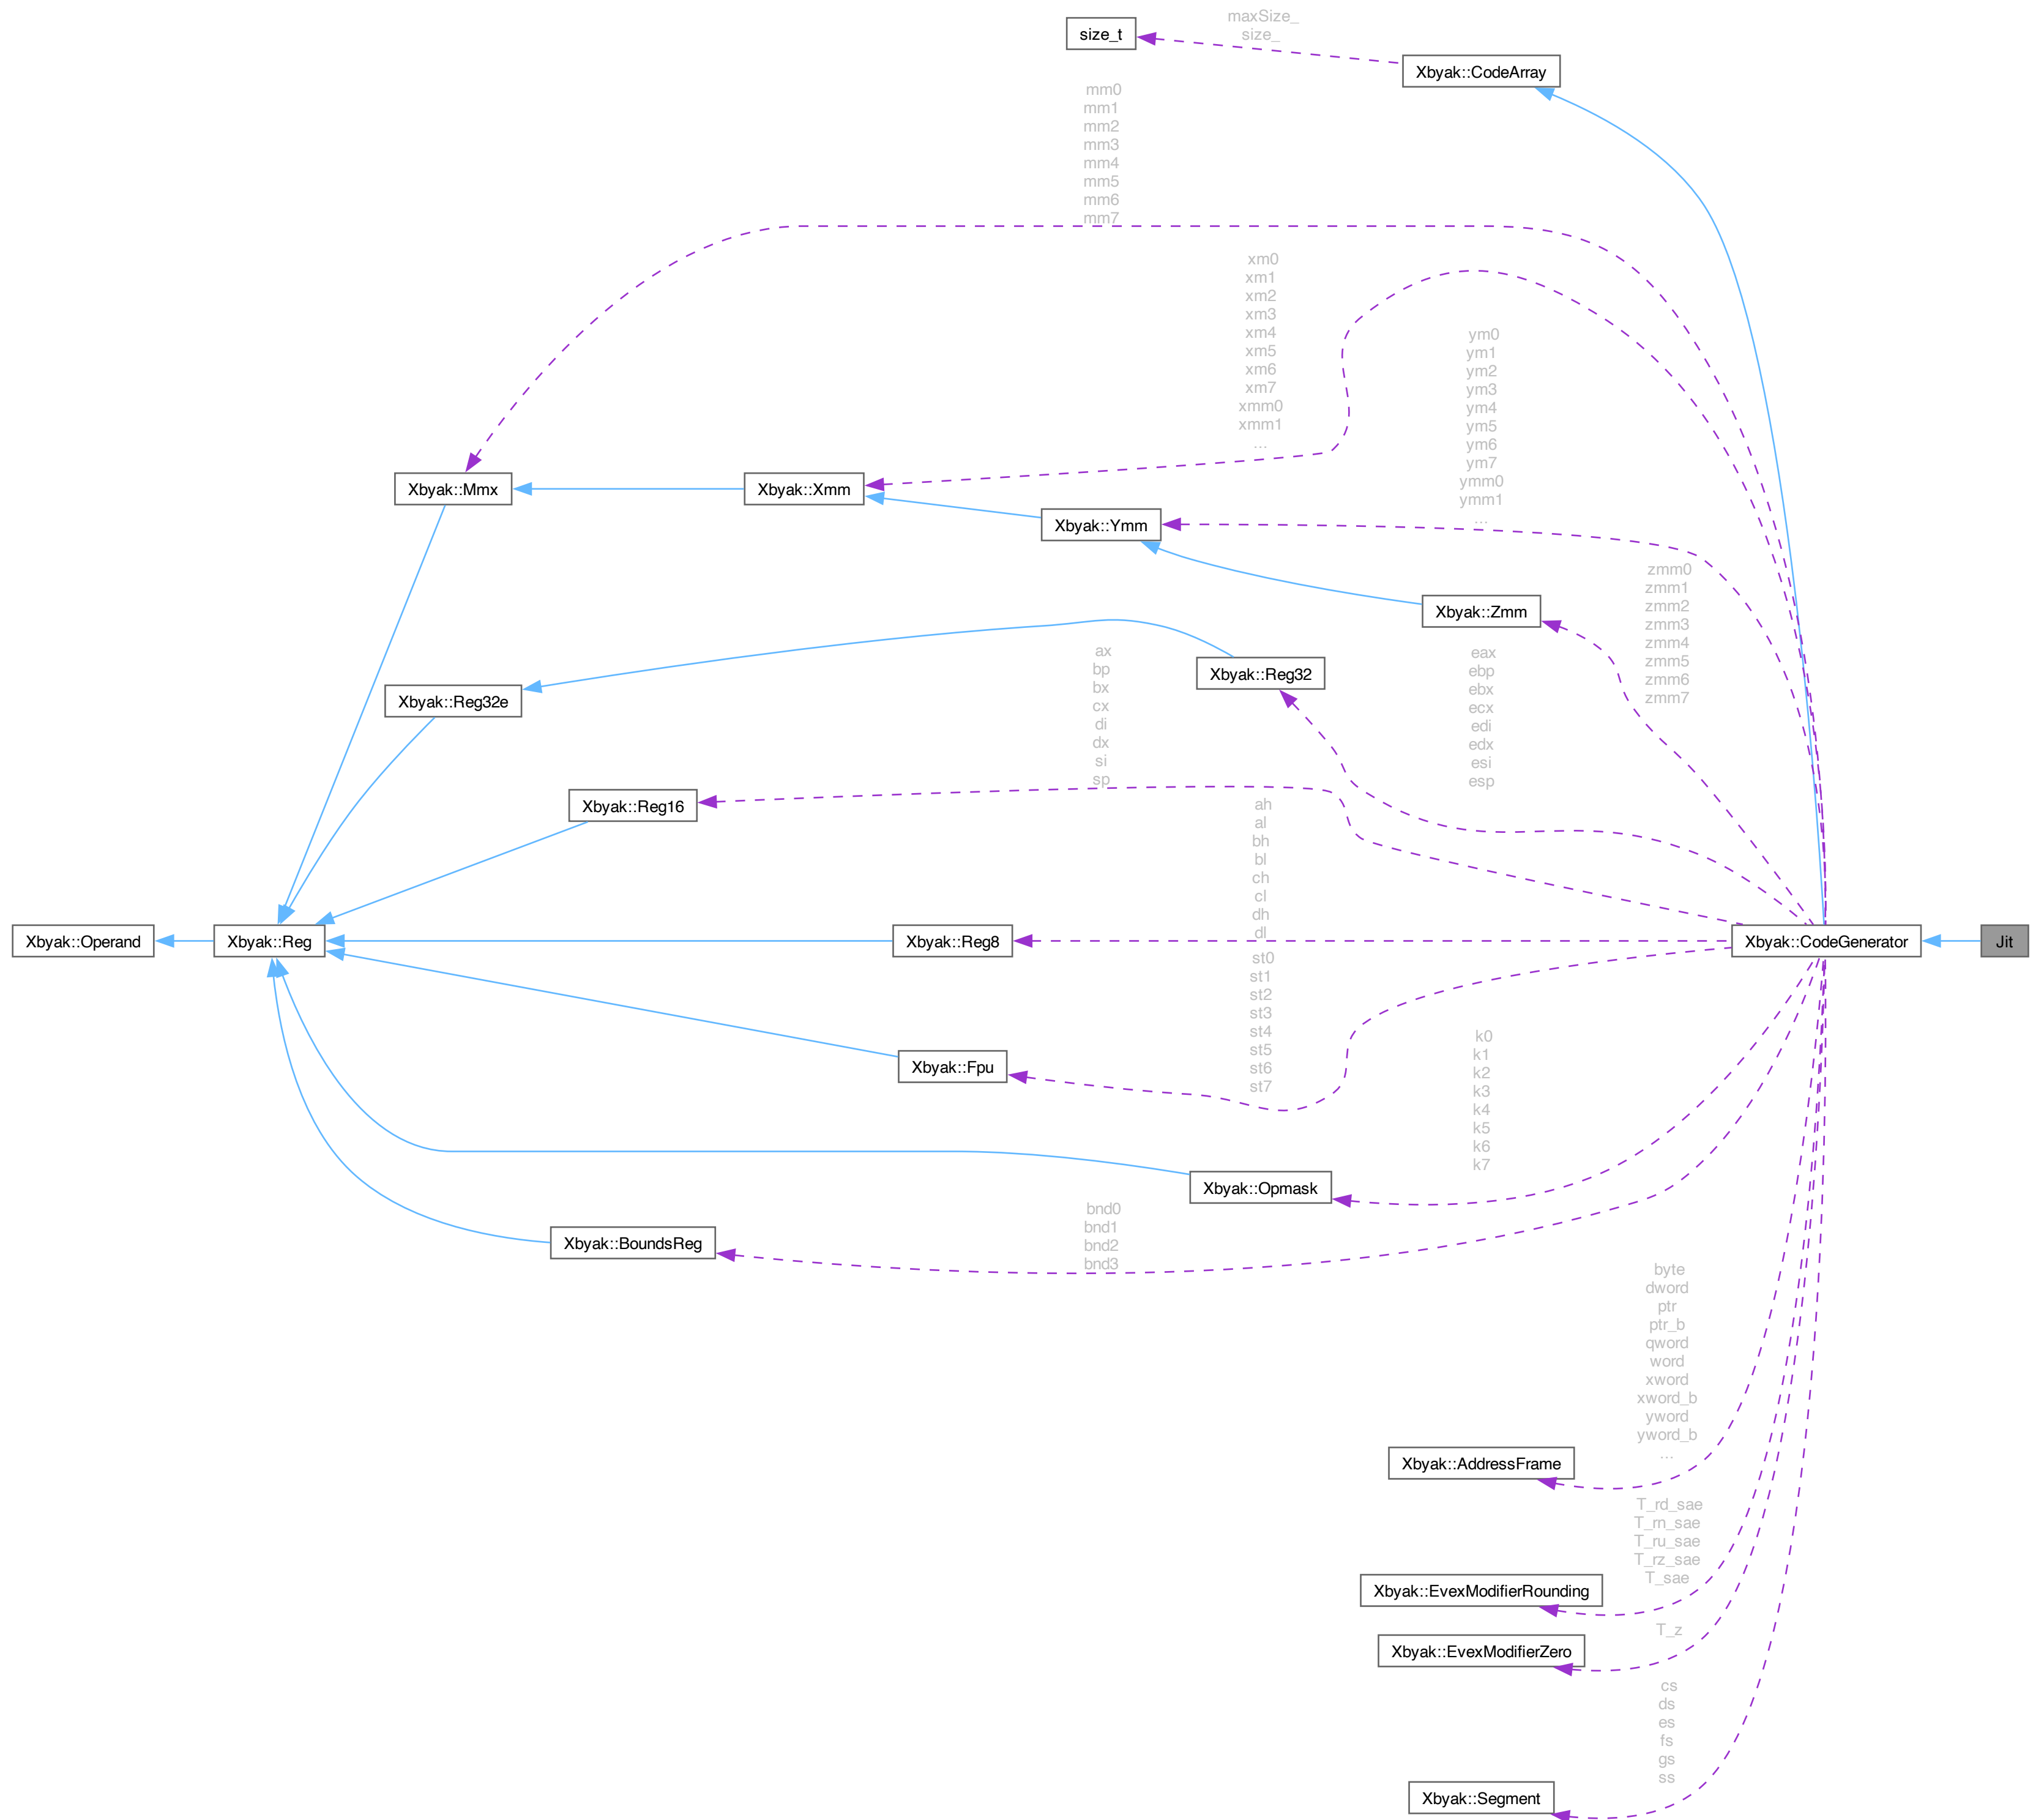 maxSize_
size_
size_t
Xbyak::CodeArray
mm0
mm1
mm2
mm3
mm4
mm5
mm6
mm7
xm0
xm1
xm2
xm3
xm4
xm5
xm6
xm7
xmm0
xmm1
...
ym0
ym1
ym2
ym3
ym4
ym5
ym6
ym7
ymm0
ymm1
...
Xbyak::Mmx
Xbyak::Xmm
Xbyak::Ymm
zmm0
zmm1
zmm2
zmm3
zmm4
zmm5
zmm6
zmm7
Xbyak::Zmm
eax
ebp
ebx
ecx
edi
edx
esi
esp
Xbyak::Reg32
Xbyak::Reg32e
ax
bp
bx
cx
di
dx
si
sp
Xbyak::Reg16
ah
al
bh
bl
ch
cl
dh
dl
Xbyak::Operand
Xbyak::Reg
Xbyak::Reg8
Xbyak::CodeGenerator
Jit
st0
st1
st2
st3
st4
st5
st6
st7
Xbyak::Fpu
k0
k1
k2
k3
k4
k5
k6
k7
Xbyak::Opmask
bnd0
bnd1
bnd2
bnd3
Xbyak::BoundsReg
byte
dword
ptr
ptr_b
qword
word
xword
xword_b
yword
yword_b
...
Xbyak::AddressFrame
T_rd_sae
T_rn_sae
T_ru_sae
T_rz_sae
T_sae
Xbyak::EvexModifierRounding
T_z
Xbyak::EvexModifierZero
cs
ds
es
fs
gs
ss
Xbyak::Segment